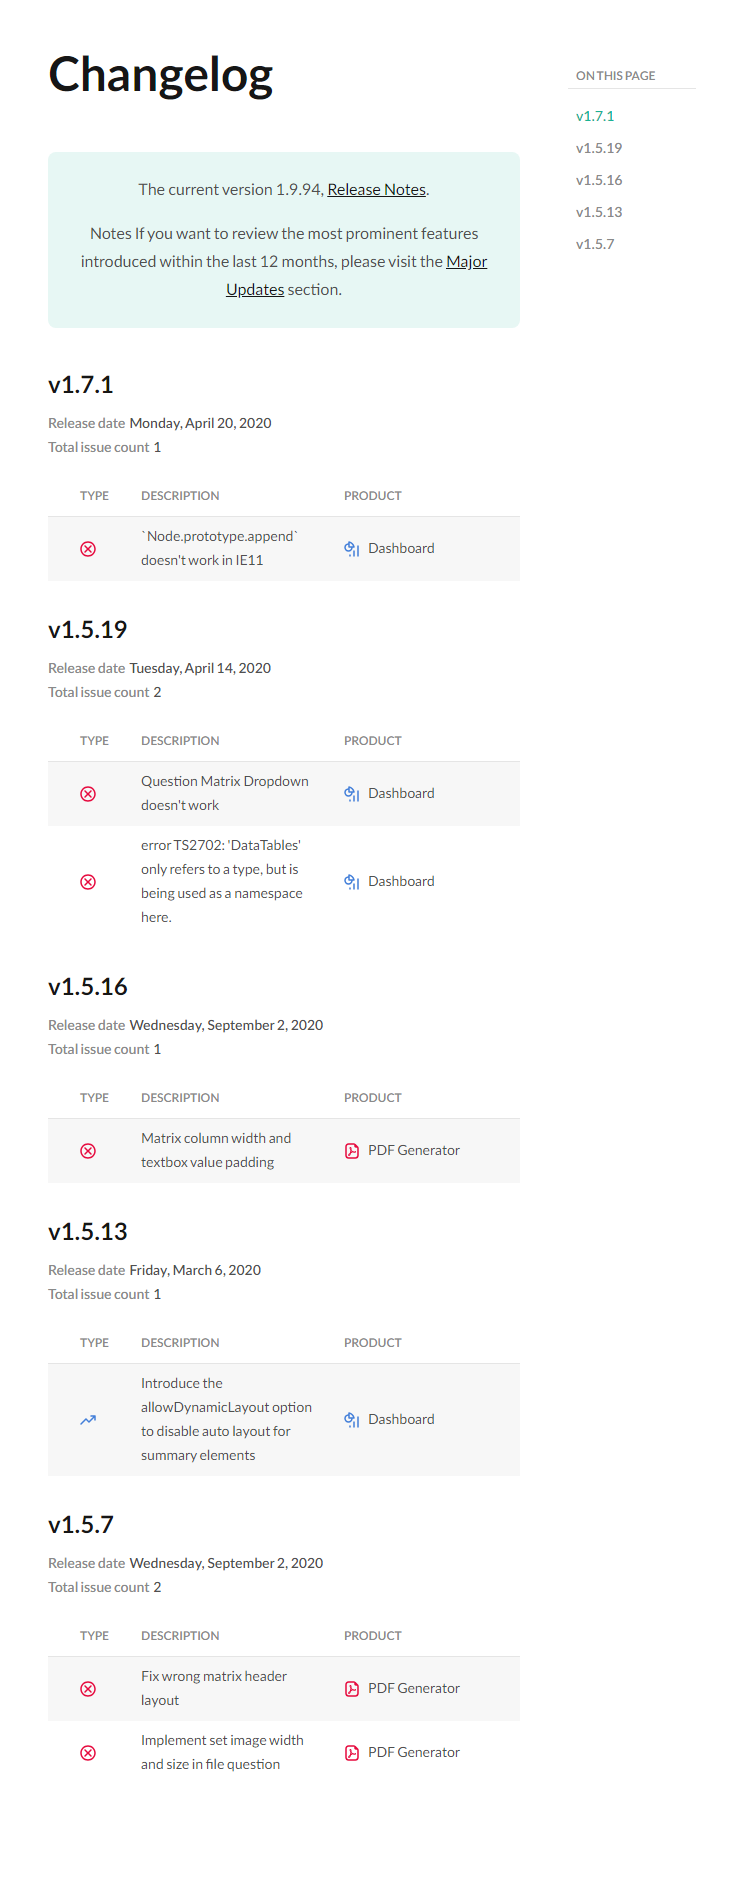 Changelog
ON THIS PAGE
v1.7.1
v1.5.19
v1.5.16
v1.5.13
v1.5.7
The current version 1.9.94, Release Notes.
Notes If you want to review the most prominent features
introduced within the last 12 months, please visit the Major
Updates section.
v1.7.1
Release date Monday, April 20, 2020
Total issue count 1
TYPE DESCRIPTION PRODUCT
`Node.prototype.append`
doesn't work in IE11
Dashboard
v1.5.19
Release date Tuesday, April 14, 2020
Total issue count 2
TYPE DESCRIPTION PRODUCT
Question Matrix Dropdown
doesn't work
Dashboard
error TS2702: 'DataTables'
only refers to a type, but is
being used as a namespace
here.
Dashboard
v1.5.16
Release date Wednesday, September 2, 2020
Total issue count 1
TYPE DESCRIPTION PRODUCT
Matrix column width and
textbox value padding
PDF Generator
v1.5.13
Release date Friday, March 6, 2020
Total issue count 1
TYPE DESCRIPTION PRODUCT
Introduce the
allowDynamicLayout option
to disable auto layout for
summary elements
Dashboard
v1.5.7
Release date Wednesday, September 2, 2020
Total issue count 2
TYPE DESCRIPTION PRODUCT
Fix wrong matrix header
layout
PDF Generator
Implement set image width
and size in file question
PDF Generator